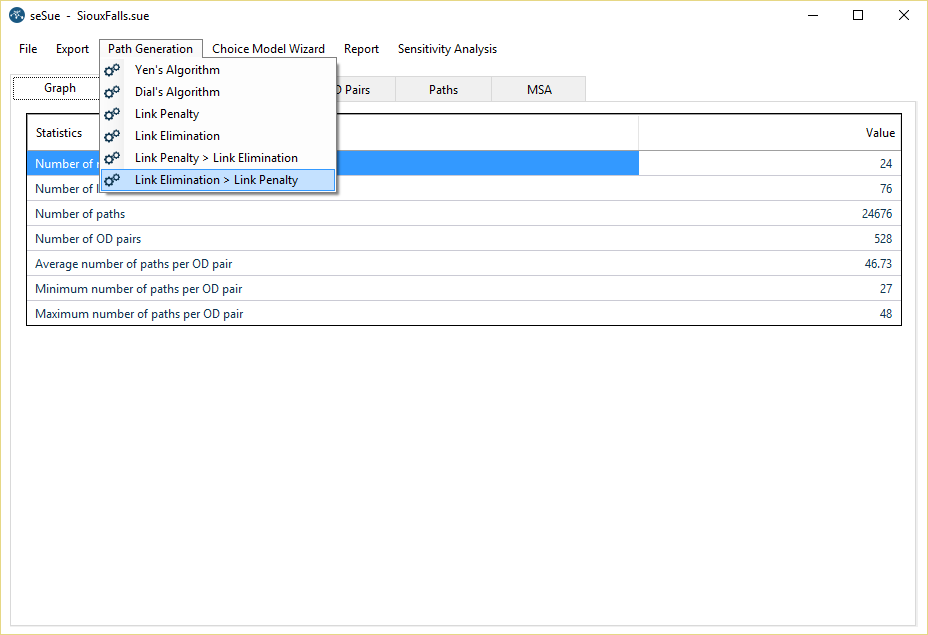 seSue - SiouxFalls.sue
File Export Path Generation Choice Model Wizard Report Sensitivity Analysis
Yen's Algorithm
Dial's Algorithm
Link Penalty
Link Elimination
Link Penalty > Link Elimination
Link Elimination > Link Penalty
Graph Pairs Paths MSA
Statistics Value
Number of 24
Number of 76
Number of paths 24676
Number of OD pairs 528
Average number of paths per OD pair 46.73
Minimum number of paths per OD pair 27
Maximum number of paths per OD pair 48